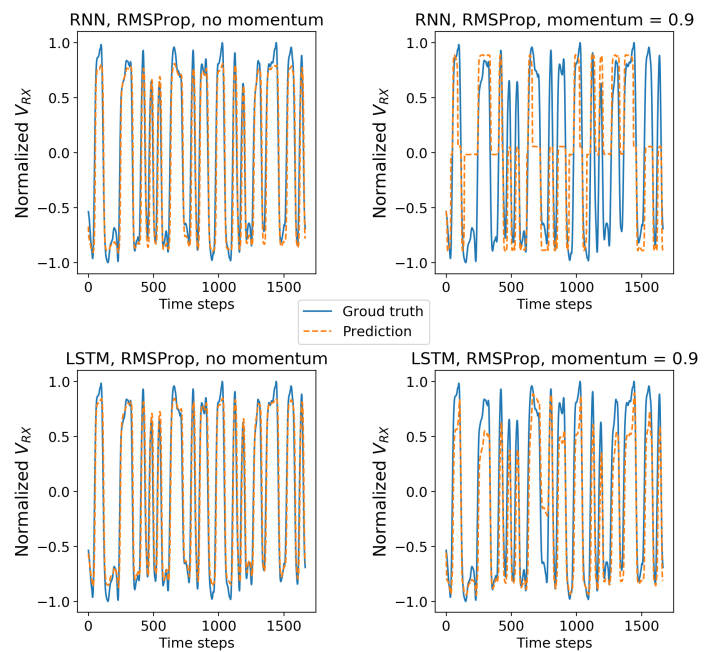 RNN, RMSProp, no momentum
RNN, RMSProp, momentum = 0.9
Normalized V_RX
1.0
0.5
0.0
−0.5
−1.0
0
500
1000
1500
Time steps
Normalized V_RX
1.0
0.5
0.0
−0.5
−1.0
0
500
1000
1500
Time steps
Groud truth
Prediction
LSTM, RMSProp, no momentum
LSTM, RMSProp, momentum = 0.9
Normalized V_RX
1.0
0.5
0.0
−0.5
−1.0
0
500
1000
1500
Time steps
Normalized V_RX
1.0
0.5
0.0
−0.5
−1.0
0
500
1000
1500
Time steps